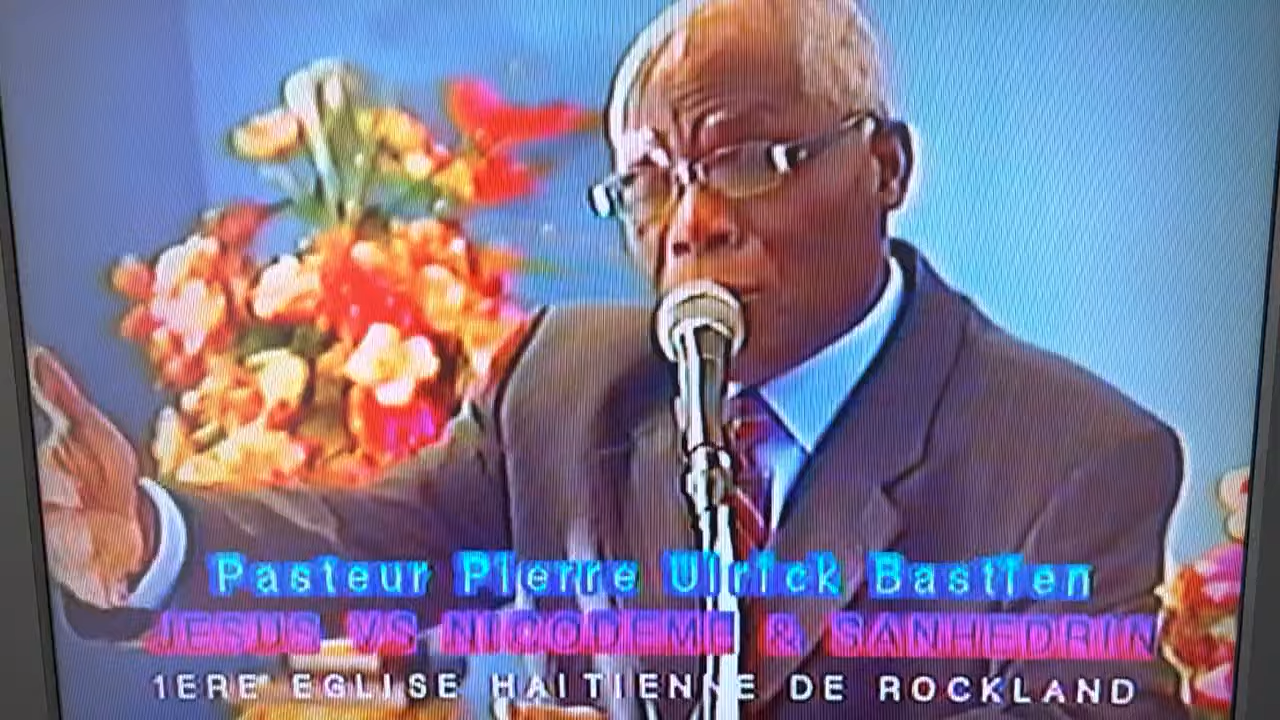 Pasteur Pierre Ulrick Bastien
JESUS VS NICODEME & SANHEDRIN
1ERE EGLISE HAITIENNE DE ROCKLAND